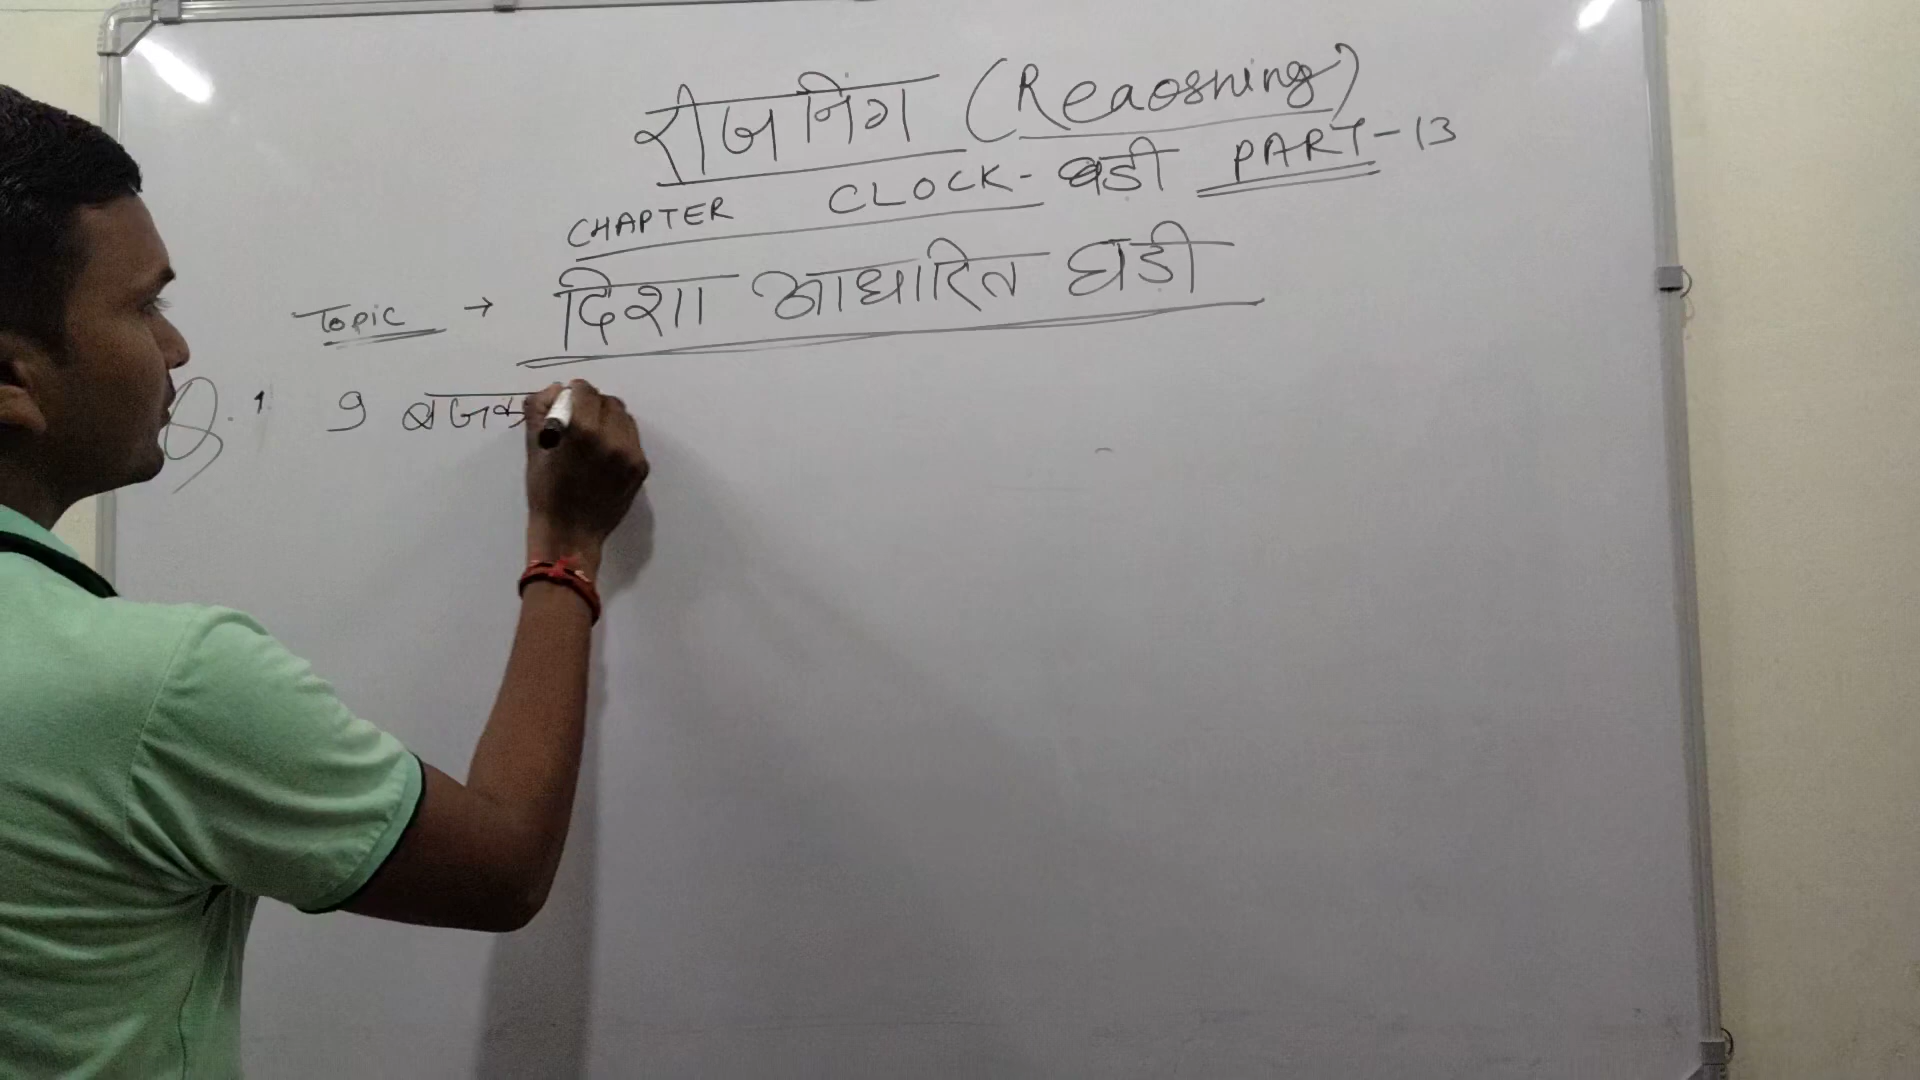 रीजनिंग (Reaosning)
CHAPTER CLOCK - घडी PART-13
Topic → दिशा आधारित घड़ी
Q.1 9 बजक